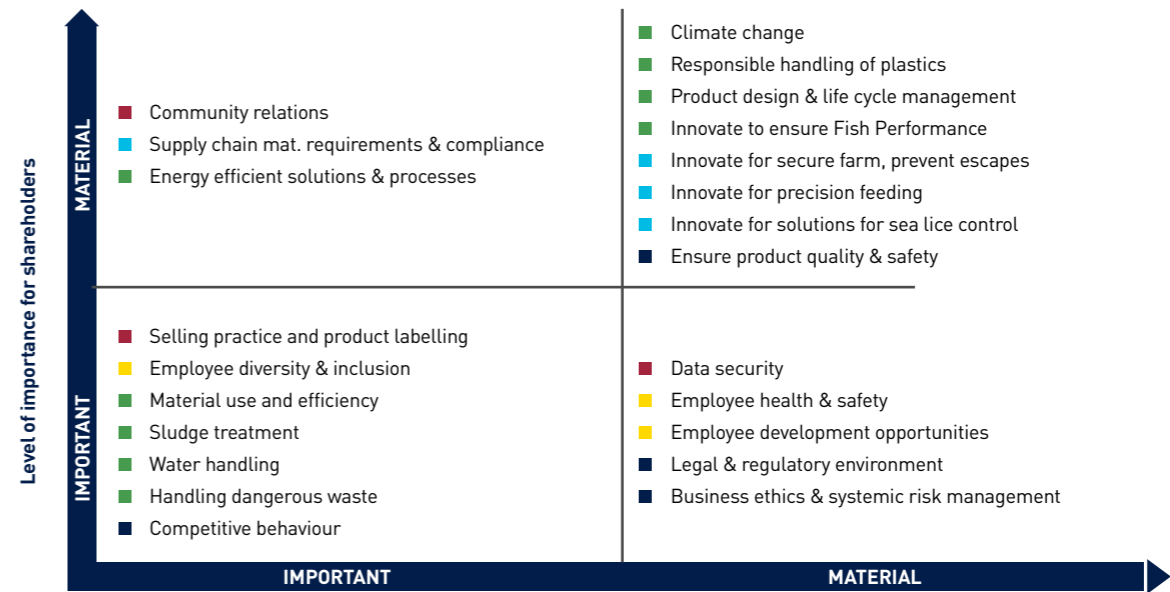 Level of importance for shareholders
MATERIAL
IMPORTANT
Community relations
Supply chain mat. requirements & compliance
Energy efficient solutions & processes
Climate change
Responsible handling of plastics
Product design & life cycle management
Innovate to ensure Fish Performance
Innovate for secure farm, prevent escapes
Innovate for precision feeding
Innovate for solutions for sea lice control
Ensure product quality & safety
Selling practice and product labelling
Employee diversity & inclusion
Material use and efficiency
Sludge treatment
Water handling
Handling dangerous waste
Competitive behaviour
Data security
Employee health & safety
Employee development opportunities
Legal & regulatory environment
Business ethics & systemic risk management
IMPORTANT
MATERIAL